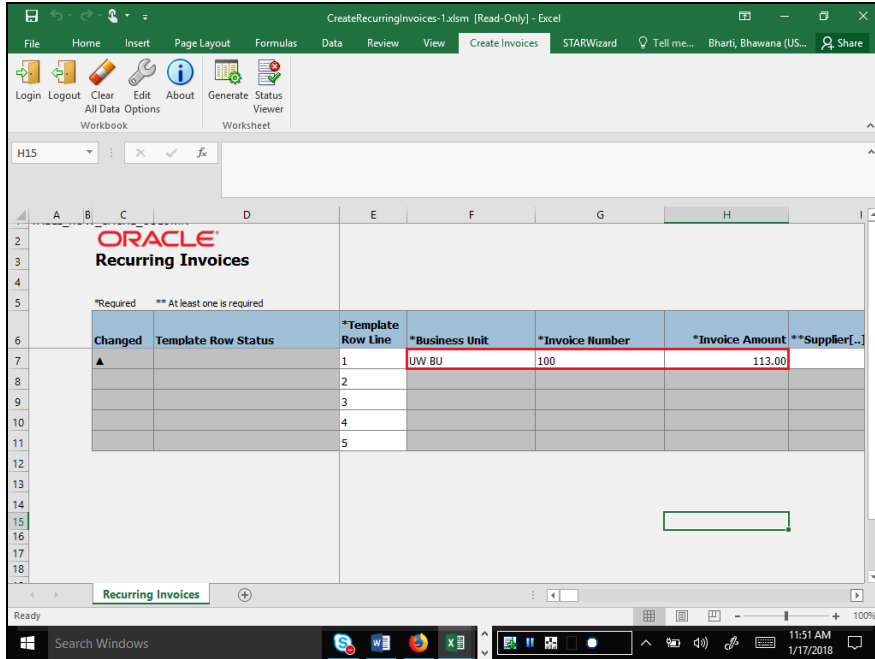 CreateRecurringInvoices-1.xlsm [Read-Only] - Excel
File Home Insert Page Layout Formulas Data Review View Create Invoices STARWizard Tell me... Bharti, Bhawana (US... Share
Login Logout Clear All Data Edit Options About Generate Status Viewer
Workbook Worksheet
H15 fx
A B C D E F G H I
2 ORACLE
3 Recurring Invoices
4
5 *Required ** At least one is required
6 Changed Template Row Status *Template Row Line *Business Unit *Invoice Number *Invoice Amount **Supplier[..]
7 ▲ 1 UW BU 100 113.00
8 2
9 3
10 4
11 5
12
13
14
15
16
17
18
Recurring Invoices
Ready 100%
Search Windows 11:51 AM
1/17/2018